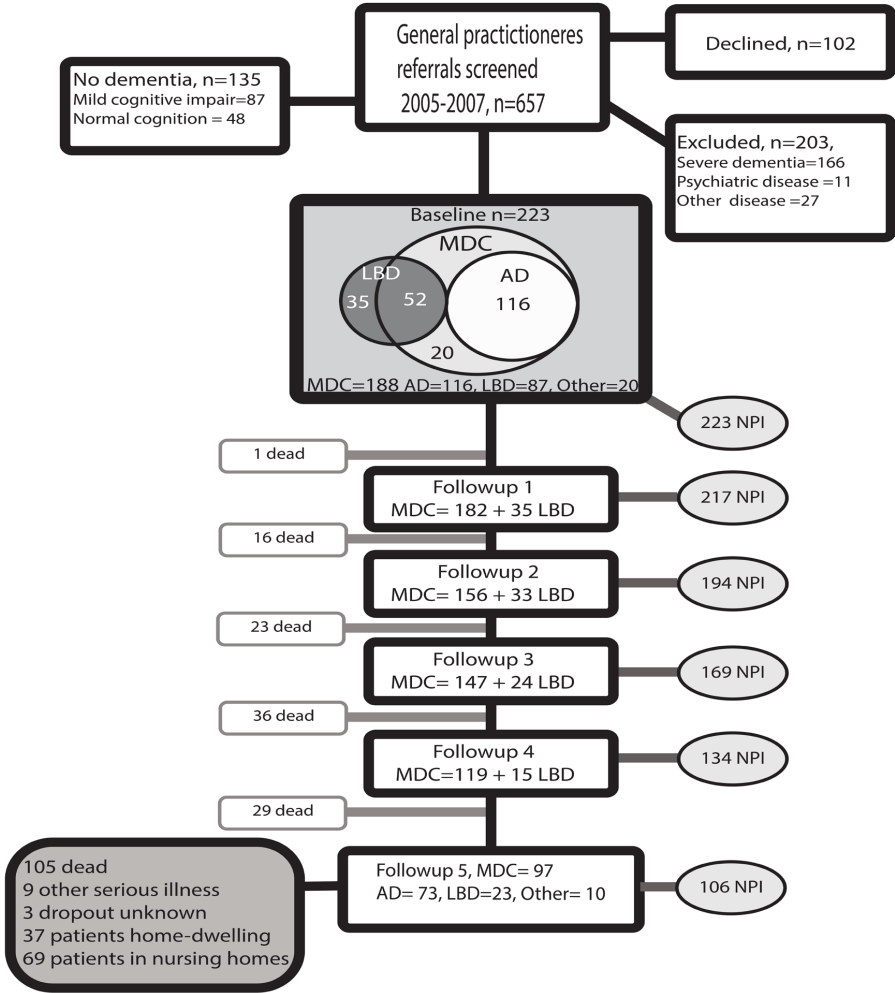 General practictioneres
referrals screened
2005-2007, n=657
Declined, n=102
No dementia, n=135
Mild cognitive impair=87
Normal cognition = 48
Excluded, n=203,
Severe dementia=166
Psychiatric disease =11
Other disease =27
Baseline n=223
MDC
LBD
AD
35
52
116
20
MDC=188 AD=116, LBD=87, Other=20
223 NPI
1 dead
Followup 1
MDC= 182 + 35 LBD
217 NPI
16 dead
Followup 2
MDC= 156 + 33 LBD
194 NPI
23 dead
Followup 3
MDC= 147 + 24 LBD
169 NPI
36 dead
Followup 4
MDC=119 + 15 LBD
134 NPI
29 dead
Followup 5, MDC= 97
AD= 73, LBD=23, Other= 10
106 NPI
105 dead
9 other serious illness
3 dropout unknown
37 patients home-dwelling
69 patients in nursing homes